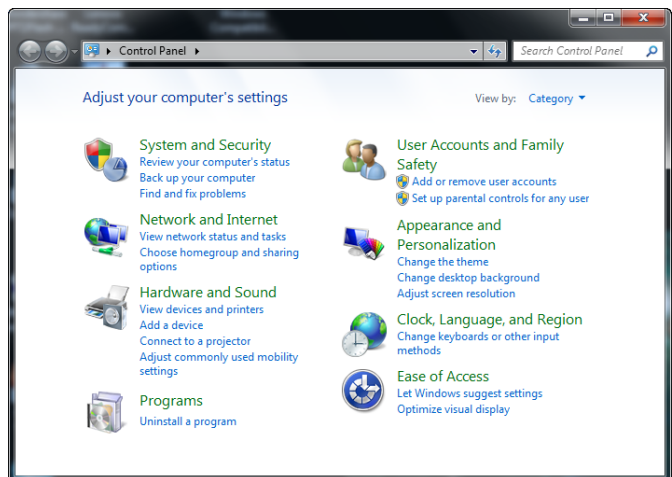 Control Panel
Search Control Panel
Adjust your computer's settings
View by: Category
System and Security
Review your computer's status
Back up your computer
Find and fix problems
Network and Internet
View network status and tasks
Choose homegroup and sharing
options
Hardware and Sound
View devices and printers
Add a device
Connect to a projector
Adjust commonly used mobility
settings
Programs
Uninstall a program
User Accounts and Family
Safety
Add or remove user accounts
Set up parental controls for any user
Appearance and
Personalization
Change the theme
Change desktop background
Adjust screen resolution
Clock, Language, and Region
Change keyboards or other input
methods
Ease of Access
Let Windows suggest settings
Optimize visual display